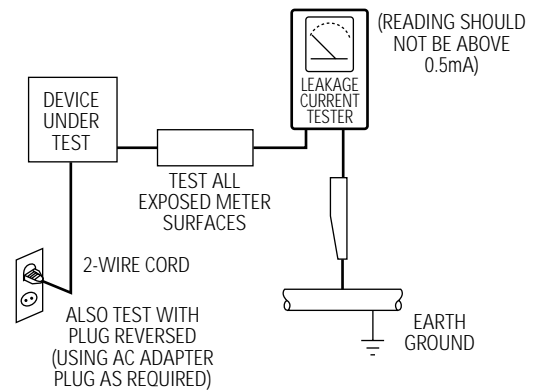 (READING SHOULD
NOT BE ABOVE
0.5mA)
LEAKAGE
CURRENT
TESTER
DEVICE
UNDER
TEST
TEST ALL
EXPOSED METER
SURFACES
2-WIRE CORD
ALSO TEST WITH
PLUG REVERSED
(USING AC ADAPTER
PLUG AS REQUIRED)
EARTH
GROUND